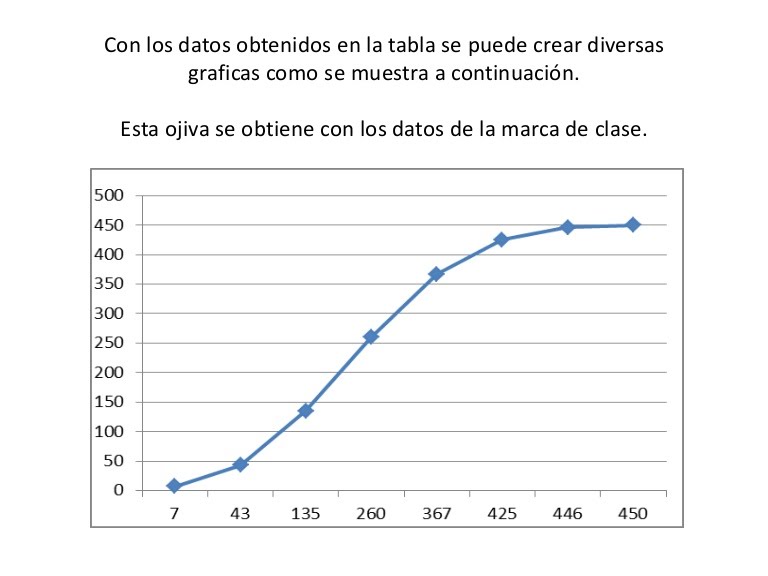 Con los datos obtenidos en la tabla se puede crear diversas
graficas como se muestra a continuación.
Esta ojiva se obtiene con los datos de la marca de clase.
500
450
400
350
300
250
200
150
100
50
0
7 43 135 260 367 425 446 450